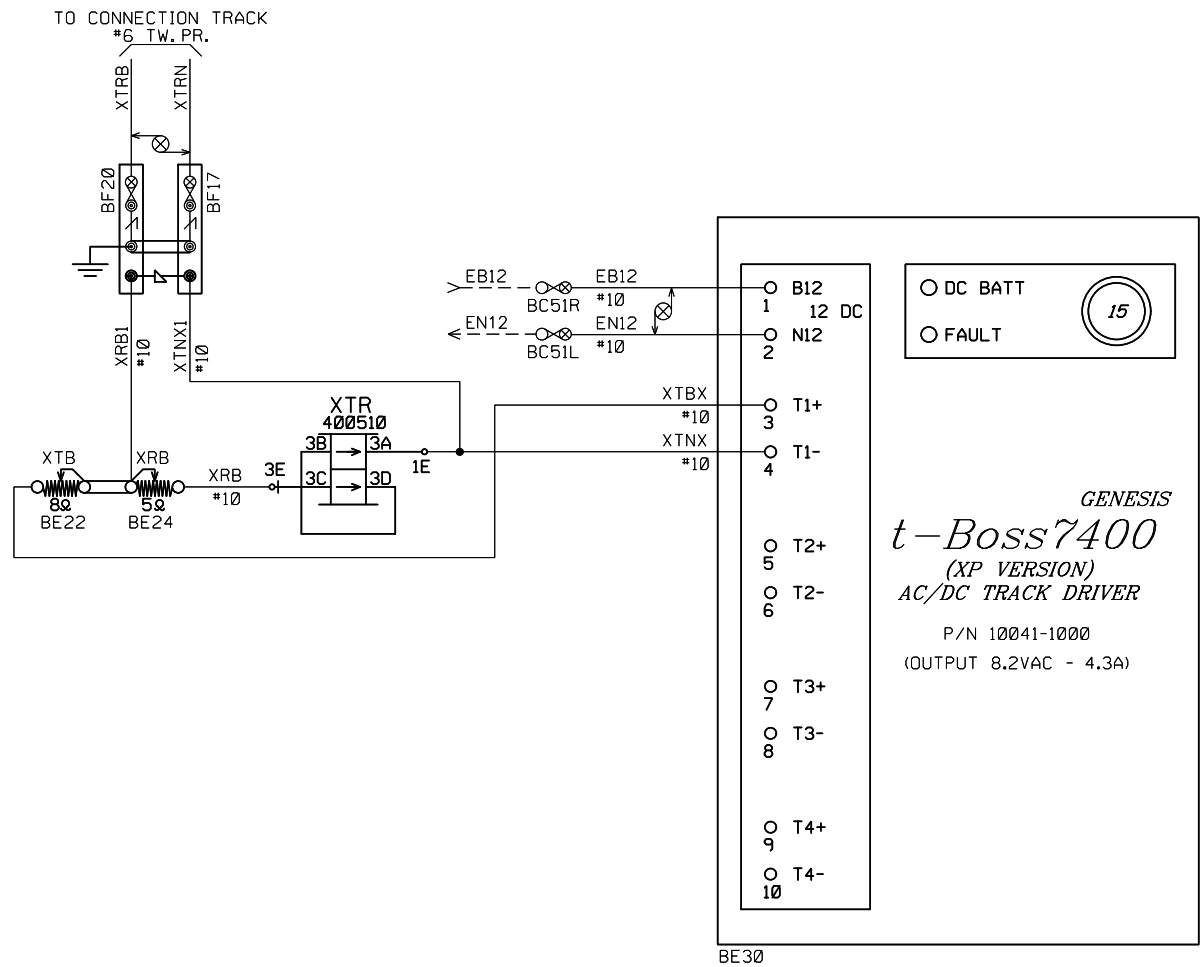 TO CONNECTION TRACK
#6 TW.PR.
XTRB
XTRN
BF20
BF17
XRB1
#10
XTNX1
#10
EB12
BC51R
EB12
#10
EN12
BC51L
EN12
#10
XTBX
#10
XTNX
#10
XTR
400510
3B
3A
3C
3D
1E
3E
XTB
XRB
XRB
#10
8Ω
5Ω
BE22
BE24
B12
1
12 DC
N12
2
T1+
3
T1-
4
T2+
5
T2-
6
T3+
7
T3-
8
T4+
9
T4-
10
DC BATT
FAULT
15
GENESIS
t-Boss7400
(XP VERSION)
AC/DC TRACK DRIVER
P/N 10041-1000
(OUTPUT 8.2VAC - 4.3A)
BE30